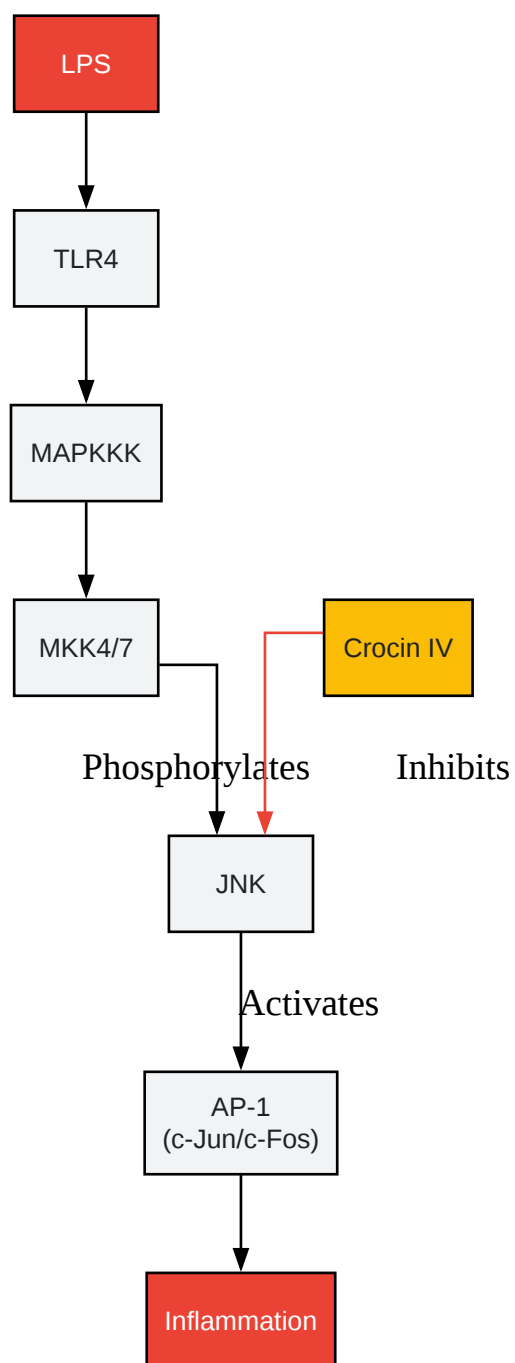 LPS
TLR4
MAPKKK
MKK4/7
Crocin IV
Phosphorylates
Inhibits
JNK
Activates
AP-1
(c-Jun/c-Fos)
Inflammation